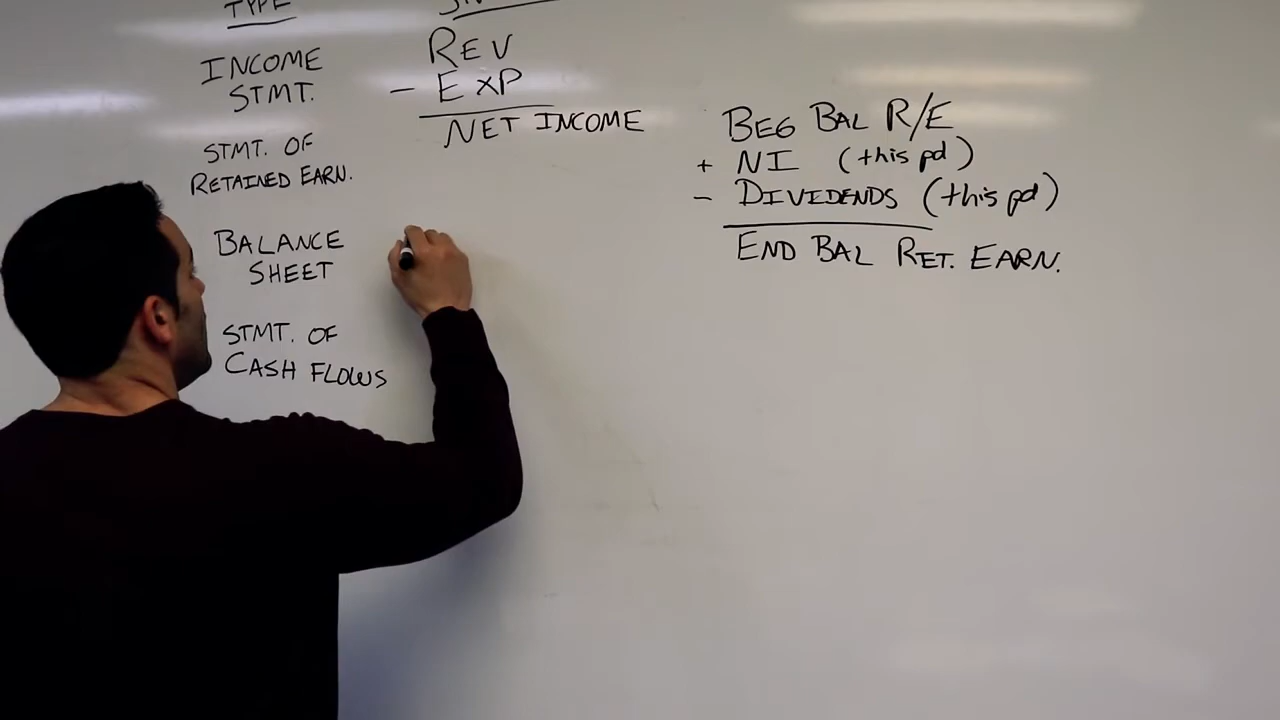 TYPE
INCOME
STMT.
STMT. OF
RETAINED EARN.
BALANCE
SHEET
STMT. OF
CASH FLOWS
REV
- EXP
NET INCOME
BEG BAL R/E
+ NI (this pd)
- DIVIDENDS (this pd)
END BAL RET. EARN.